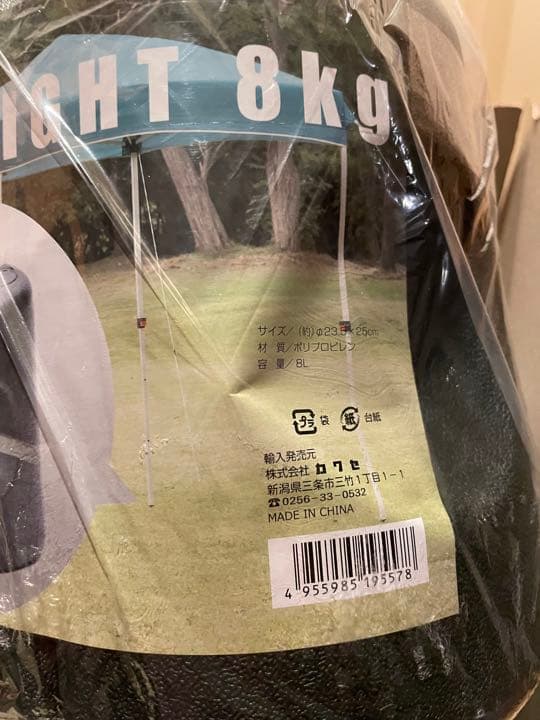 IGHT 8kg
サイズ/(約)φ23.5×25cm
材 質/ポリプロピレン
容 量/8L
プラ 袋 紙 台紙
輸入発売元
株式会社 カワセ
新潟県三条市三竹1丁目1-1
☎0256-33-0532
MADE IN CHINA
4 955985 195578